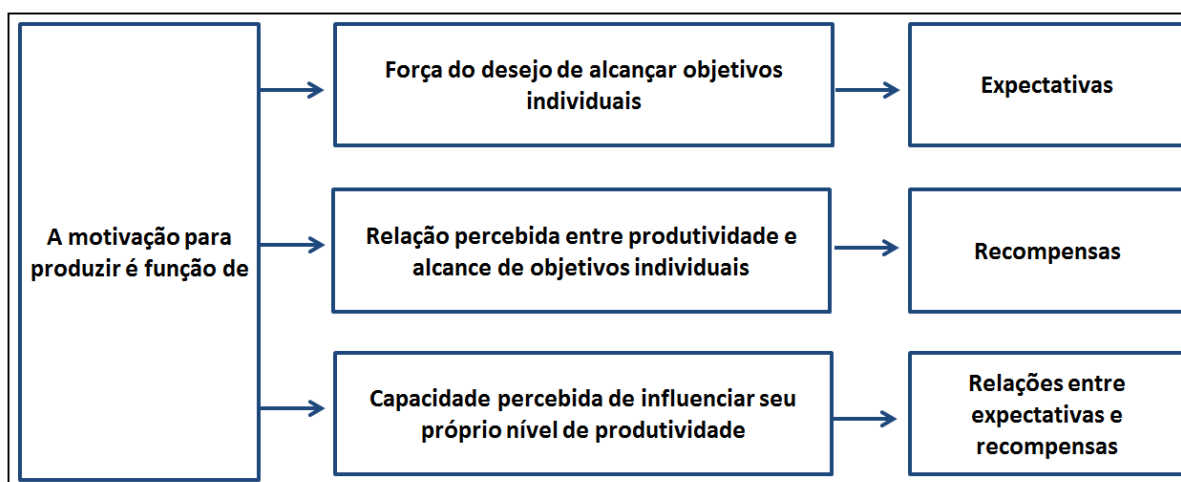 A motivação para
produzir é função de
Força do desejo de alcançar objetivos
individuais
Expectativas
Relação percebida entre produtividade e
alcance de objetivos individuais
Recompensas
Capacidade percebida de influenciar seu
próprio nível de produtividade
Relações entre
expectativas e
recompensas